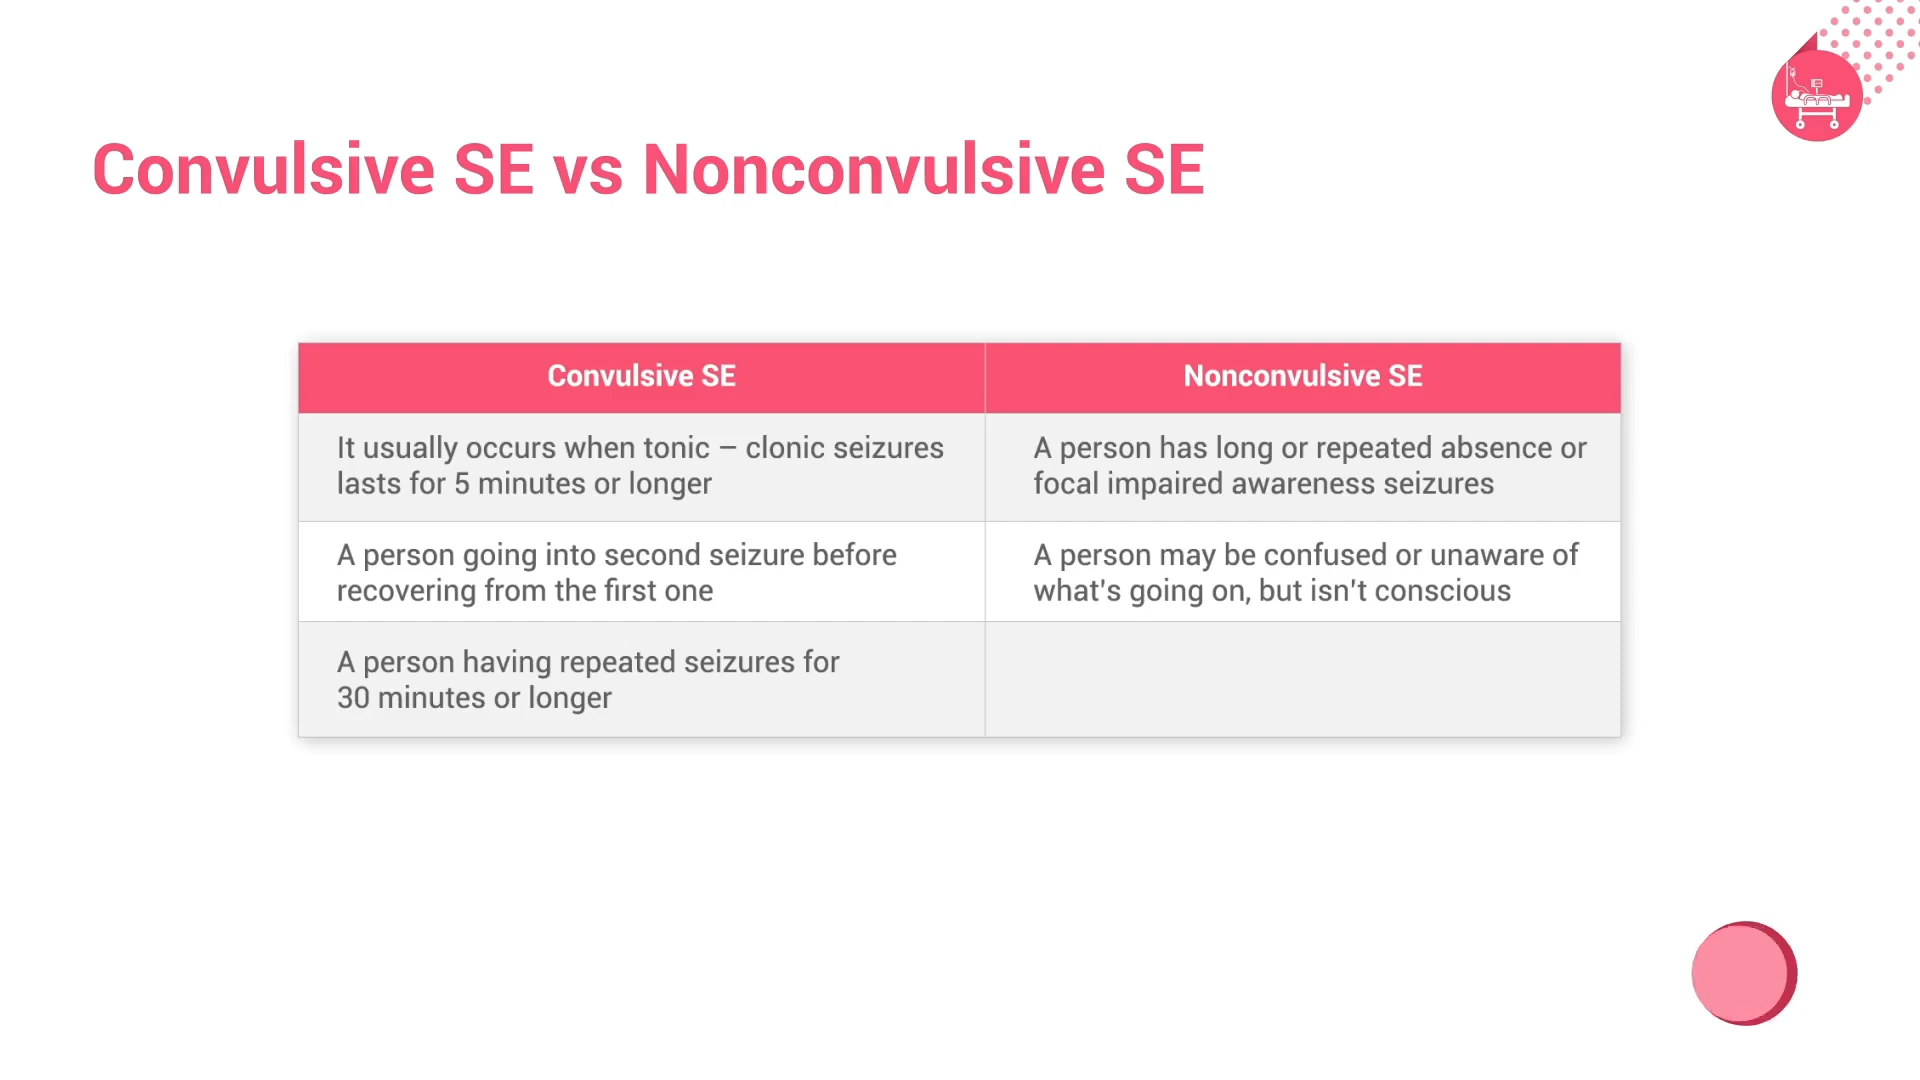 Convulsive SE vs Nonconvulsive SE
Convulsive SE
Nonconvulsive SE
It usually occurs when tonic – clonic seizures
lasts for 5 minutes or longer
A person has long or repeated absence or
focal impaired awareness seizures
A person going into second seizure before
recovering from the first one
A person may be confused or unaware of
what's going on, but isn't conscious
A person having repeated seizures for
30 minutes or longer